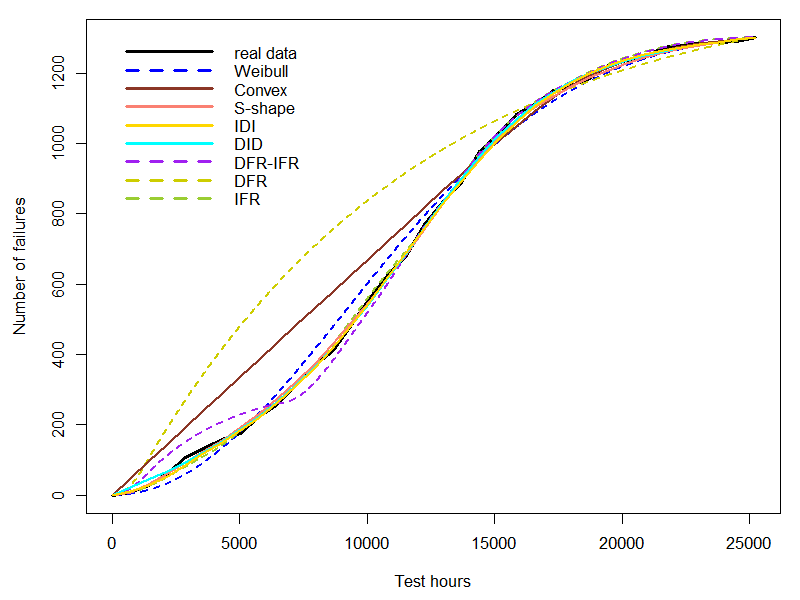 real data
Weibull
Convex
S-shape
IDI
DID
DFR-IFR
DFR
IFR
Number of failures
1200
1000
800
600
400
200
0
0 5000 10000 15000 20000 25000
Test hours